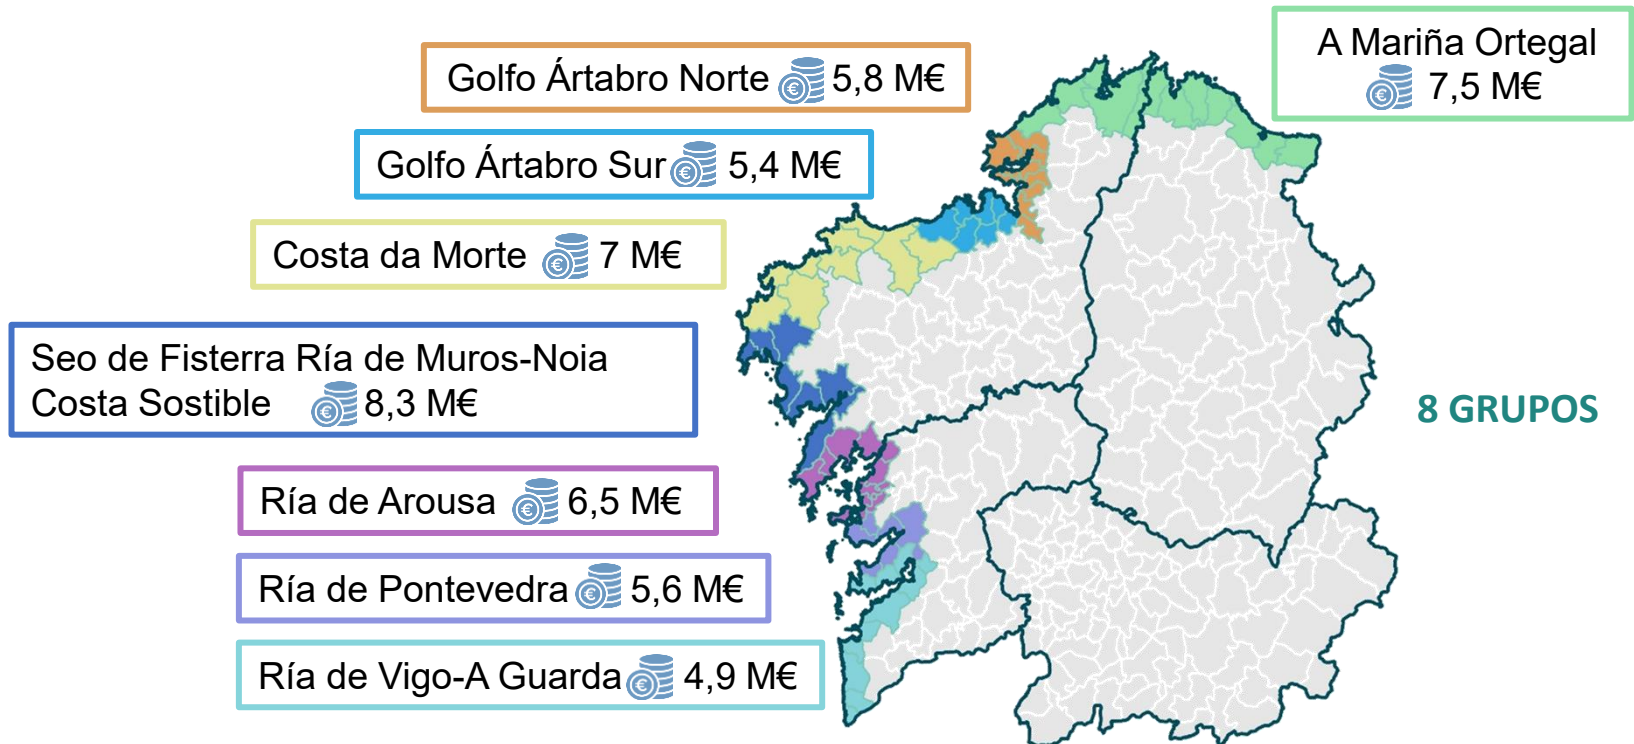 A Mariña Ortegal
7,5 M€
Golfo Ártabro Norte 5,8 M€
Golfo Ártabro Sur 5,4 M€
Costa da Morte 7 M€
Seo de Fisterra Ría de Muros-Noia
Costa Sostible 8,3 M€
8 GRUPOS
Ría de Arousa 6,5 M€
Ría de Pontevedra 5,6 M€
Ría de Vigo-A Guarda 4,9 M€